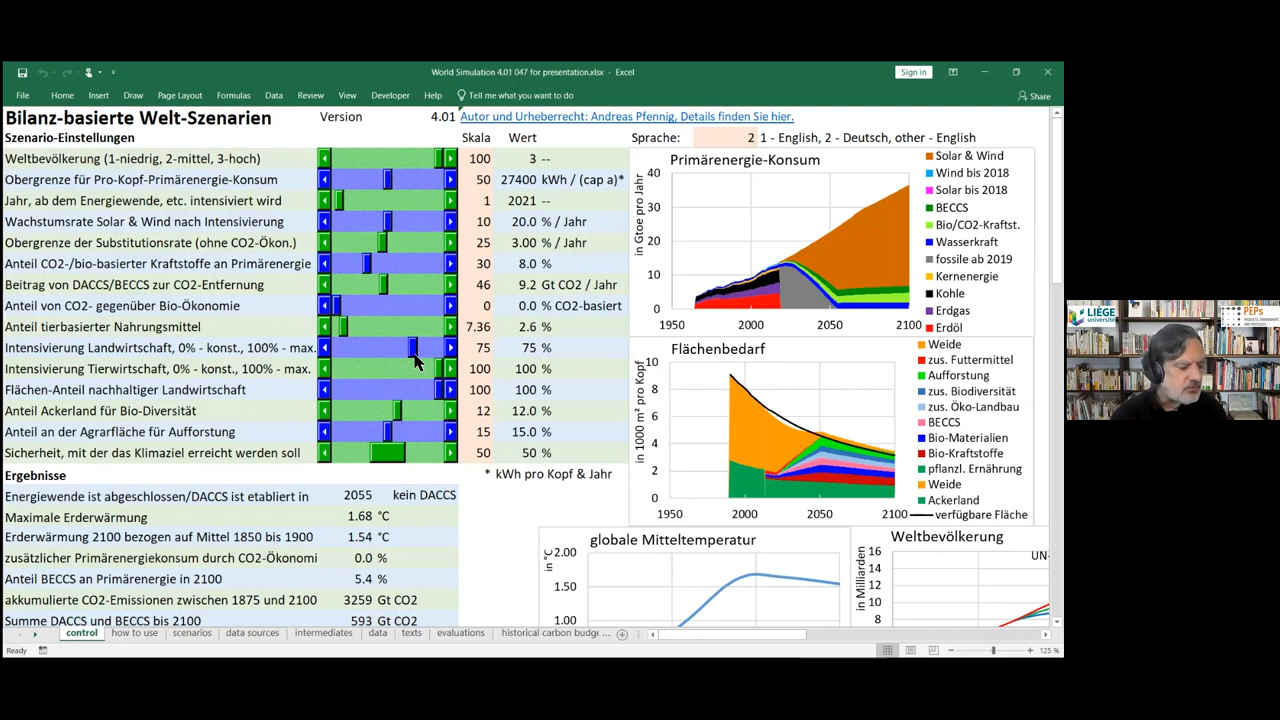 World Simulation 4.01 047 for presentation.xlsx - Excel
Sign in
File Home Insert Draw Page Layout Formulas Data Review View Developer Help Tell me what you want to do
Share
Bilanz-basierte Welt-Szenarien Version 4.01 Autor und Urheberrecht: Andreas Pfennig, Details finden Sie hier.
Szenario-Einstellungen Skala Wert Sprache: 2 1 - English, 2 - Deutsch, other - English
Weltbevölkerung (1-niedrig, 2-mittel, 3-hoch) 100 3 --
Obergrenze für Pro-Kopf-Primärenergie-Konsum 50 27400 kWh / (cap a)*
Jahr, ab dem Energiewende, etc. intensiviert wird 1 2021 --
Wachstumsrate Solar & Wind nach Intensivierung 10 20.0 % / Jahr
Obergrenze der Substitutionsrate (ohne CO2-Ökon.) 25 3.00 % / Jahr
Anteil CO2-/bio-basierter Kraftstoffe an Primärenergie 30 8.0 %
Beitrag von DACCS/BECCS zur CO2-Entfernung 46 9.2 Gt CO2 / Jahr
Anteil von CO2- gegenüber Bio-Ökonomie 0 0.0 % CO2-basiert
Anteil tierbasierter Nahrungsmittel 7.36 2.6 %
Intensivierung Landwirtschaft, 0% - konst., 100% - max. 75 75 %
Intensivierung Tierwirtschaft, 0% - konst., 100% - max. 100 100 %
Flächen-Anteil nachhaltiger Landwirtschaft 100 100 %
Anteil Ackerland für Bio-Diversität 12 12.0 %
Anteil an der Agrarfläche für Aufforstung 15 15.0 %
Sicherheit, mit der das Klimaziel erreicht werden soll 50 50 %
Ergebnisse * kWh pro Kopf & Jahr
Energiewende ist abgeschlossen/DACCS ist etabliert in 2055 kein DACCS
Maximale Erderwärmung 1.68 °C
Erderwärmung 2100 bezogen auf Mittel 1850 bis 1900 1.54 °C
zusätzlicher Primärenergiekonsum durch CO2-Ökonomi 0.0 %
Anteil BECCS an Primärenergie in 2100 5.4 %
akkumulierte CO2-Emissionen zwischen 1875 und 2100 3259 Gt CO2
Summe DACCS und BECCS bis 2100 593 Gt CO2
Primärenergie-Konsum
in Gtoe pro Jahr
40
30
20
10
0
1950 2000 2050 2100
Solar & Wind
Wind bis 2018
Solar bis 2018
BECCS
Bio/CO2-Kraftst.
Wasserkraft
fossile ab 2019
Kernenergie
Kohle
Erdgas
Erdöl
Flächenbedarf
in 1000 m² pro Kopf
10
8
6
4
2
0
1950 2000 2050 2100
Weide
zus. Futtermittel
Aufforstung
zus. Biodiversität
zus. Öko-Landbau
BECCS
Bio-Materialien
Bio-Kraftstoffe
pflanzl. Ernährung
Weide
Ackerland
verfügbare Fläche
globale Mitteltemperatur
in °C
2.00
1.50
1.00
Weltbevölkerung
in Milliarden
16
14
12
10
8
UN-
control how to use scenarios data sources intermediates data texts evaluations historical carbon budge...
Ready 125 %
LIÈGE
université
PEPs